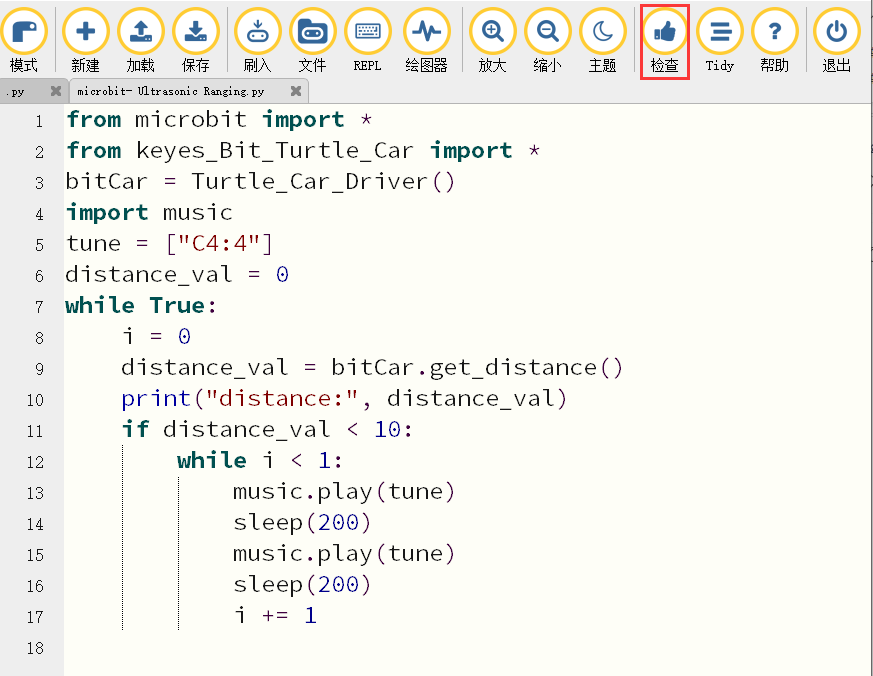 模式 新建 加载 保存 刷入 文件 REPL 绘图器 放大 缩小 主题 检查 Tidy 帮助 退出
.py microbit- Ultrasonic Ranging.py
1 from microbit import *
2 from keyes_Bit_Turtle_Car import *
3 bitCar = Turtle_Car_Driver()
4 import music
5 tune = ["C4:4"]
6 distance_val = 0
7 while True:
8 i = 0
9 distance_val = bitCar.get_distance()
10 print("distance:", distance_val)
11 if distance_val < 10:
12 while i < 1:
13 music.play(tune)
14 sleep(200)
15 music.play(tune)
16 sleep(200)
17 i += 1
18